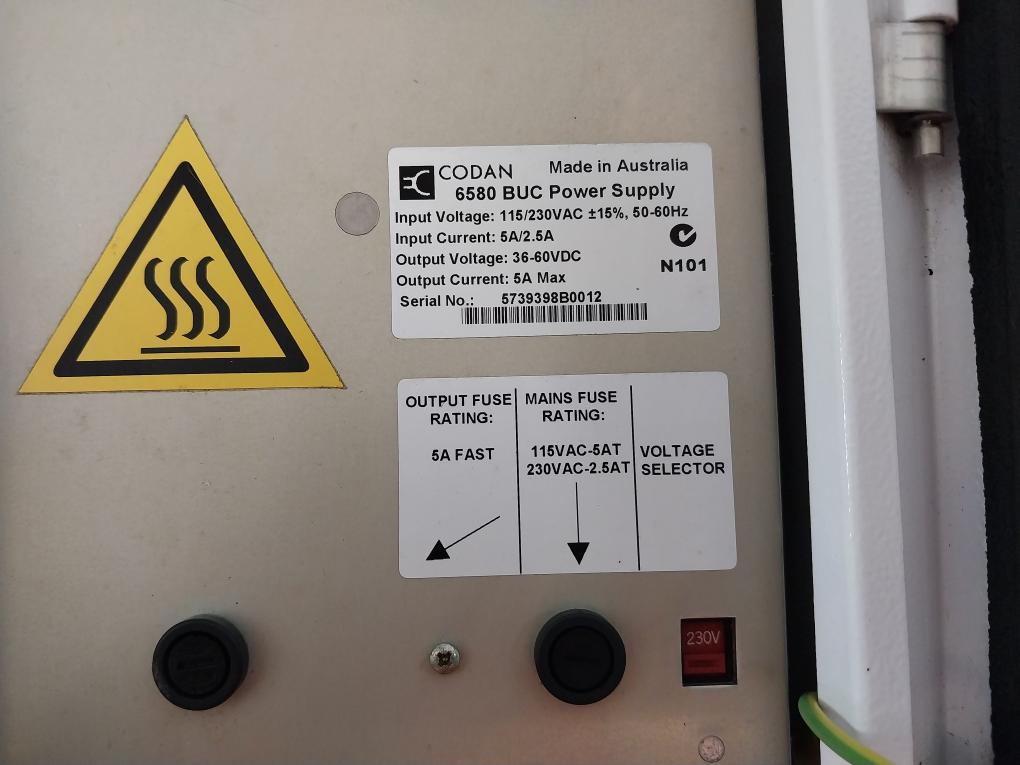 CODAN Made in Australia
6580 BUC Power Supply
Input Voltage: 115/230VAC ±15%, 50-60Hz
Input Current: 5A/2.5A
Output Voltage: 36-60VDC
N101
Output Current: 5A Max
Serial No.: 5739398B0012
OUTPUT FUSE
RATING:
5A FAST
MAINS FUSE
RATING:
115VAC-5AT
230VAC-2.5AT
VOLTAGE
SELECTOR
230V